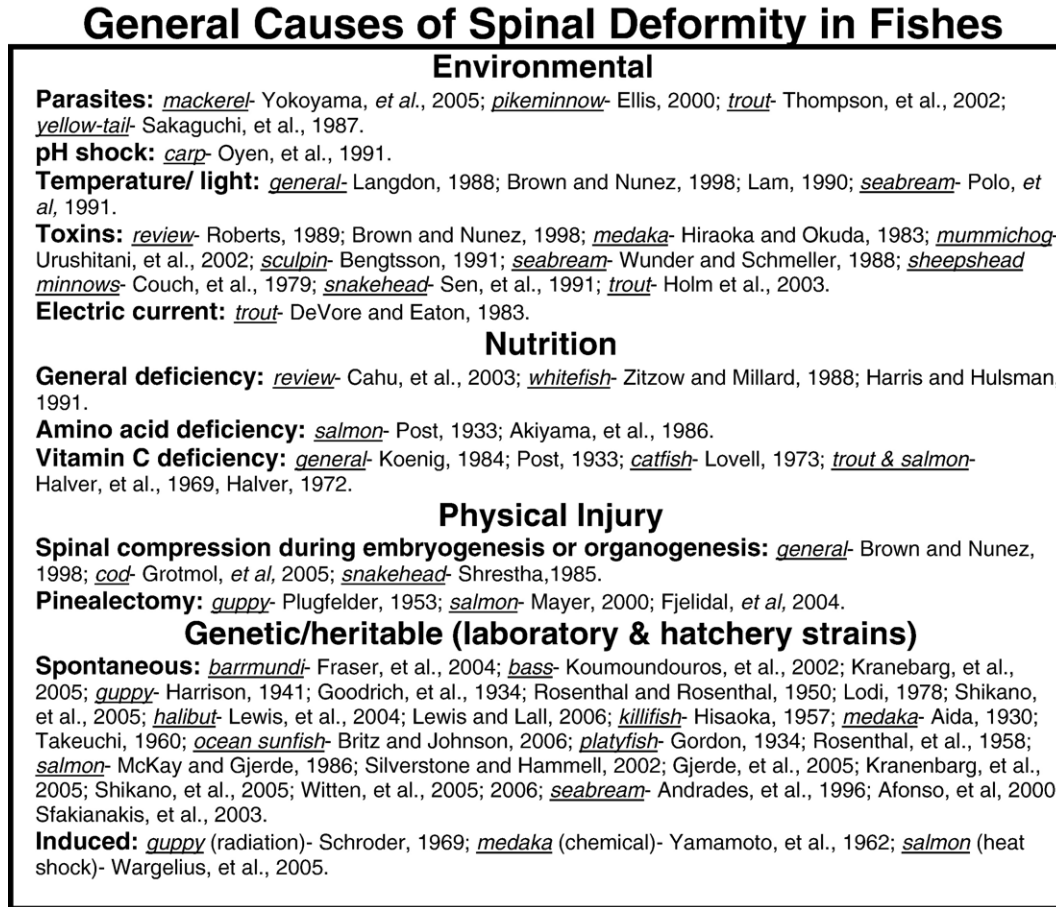 General Causes of Spinal Deformity in Fishes
Environmental
Parasites: mackerel- Yokoyama, et al., 2005; pikeminnow- Ellis, 2000; trout- Thompson, et al., 2002;
yellow-tail- Sakaguchi, et al., 1987.
pH shock: carp- Oyen, et al., 1991.
Temperature/ light: general- Langdon, 1988; Brown and Nunez, 1998; Lam, 1990; seabream- Polo, et
al, 1991.
Toxins: review- Roberts, 1989; Brown and Nunez, 1998; medaka- Hiraoka and Okuda, 1983; mummichog-
Urushitani, et al., 2002; sculpin- Bengtsson, 1991; seabream- Wunder and Schmeller, 1988; sheepshead
minnows- Couch, et al., 1979; snakehead- Sen, et al., 1991; trout- Holm et al., 2003.
Electric current: trout- DeVore and Eaton, 1983.
Nutrition
General deficiency: review- Cahu, et al., 2003; whitefish- Zitzow and Millard, 1988; Harris and Hulsman,
1991.
Amino acid deficiency: salmon- Post, 1933; Akiyama, et al., 1986.
Vitamin C deficiency: general- Koenig, 1984; Post, 1933; catfish- Lovell, 1973; trout & salmon-
Halver, et al., 1969, Halver, 1972.
Physical Injury
Spinal compression during embryogenesis or organogenesis: general- Brown and Nunez,
1998; cod- Grotmol, et al, 2005; snakehead- Shrestha,1985.
Pinealectomy: guppy- Plugfelder, 1953; salmon- Mayer, 2000; Fjelidal, et al, 2004.
Genetic/heritable (laboratory & hatchery strains)
Spontaneous: barrmundi- Fraser, et al., 2004; bass- Koumoundouros, et al., 2002; Kranebarg, et al.,
2005; guppy- Harrison, 1941; Goodrich, et al., 1934; Rosenthal and Rosenthal, 1950; Lodi, 1978; Shikano,
et al., 2005; halibut- Lewis, et al., 2004; Lewis and Lall, 2006; killifish- Hisaoka, 1957; medaka- Aida, 1930;
Takeuchi, 1960; ocean sunfish- Britz and Johnson, 2006; platyfish- Gordon, 1934; Rosenthal, et al., 1958;
salmon- McKay and Gjerde, 1986; Silverstone and Hammell, 2002; Gjerde, et al., 2005; Kranenbarg, et al.,
2005; Shikano, et al., 2005; Witten, et al., 2005; 2006; seabream- Andrades, et al., 1996; Afonso, et al, 2000
Sfakianakis, et al., 2003.
Induced: guppy (radiation)- Schroder, 1969; medaka (chemical)- Yamamoto, et al., 1962; salmon (heat
shock)- Wargelius, et al., 2005.